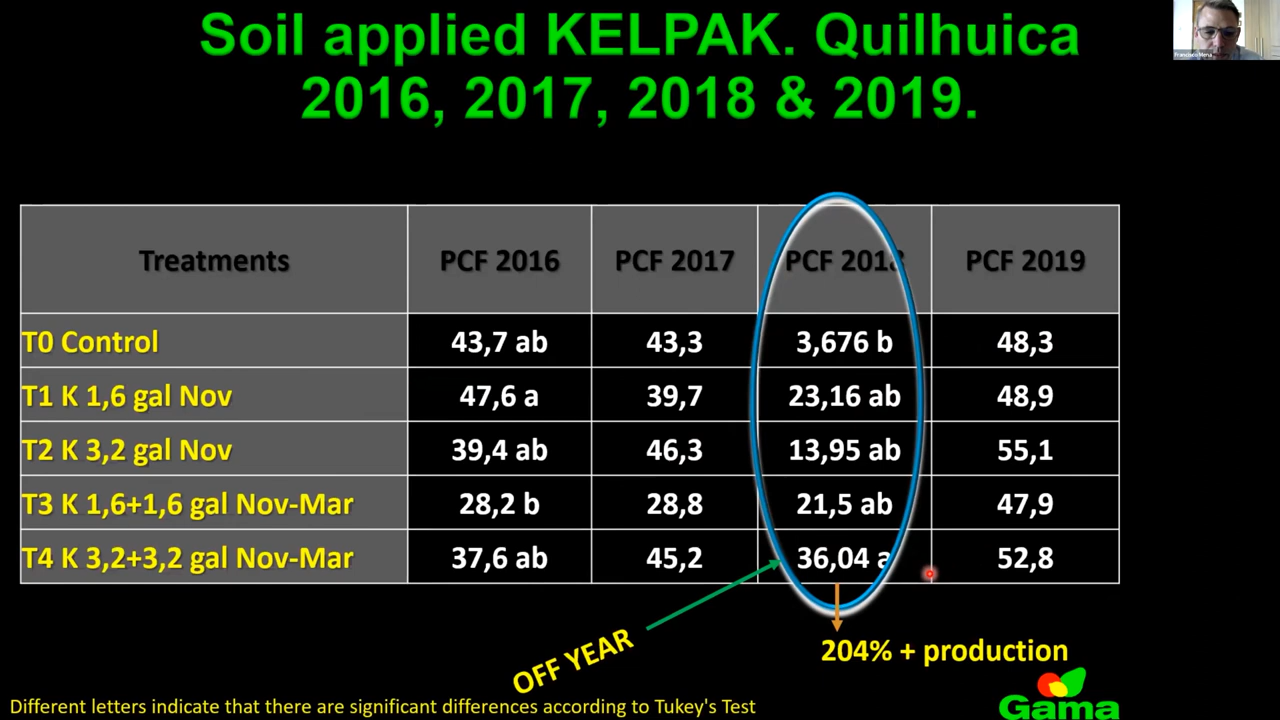 Soil applied KELPAK. Quilhuica
2016, 2017, 2018 & 2019.
Francisco Mena
Treatments PCF 2016 PCF 2017 PCF 2018 PCF 2019
T0 Control 43,7 ab 43,3 3,676 b 48,3
T1 K 1,6 gal Nov 47,6 a 39,7 23,16 ab 48,9
T2 K 3,2 gal Nov 39,4 ab 46,3 13,95 ab 55,1
T3 K 1,6+1,6 gal Nov-Mar 28,2 b 28,8 21,5 ab 47,9
T4 K 3,2+3,2 gal Nov-Mar 37,6 ab 45,2 36,04 a 52,8
OFF YEAR
204% + production
Different letters indicate that there are significant differences according to Tukey's Test
Gama